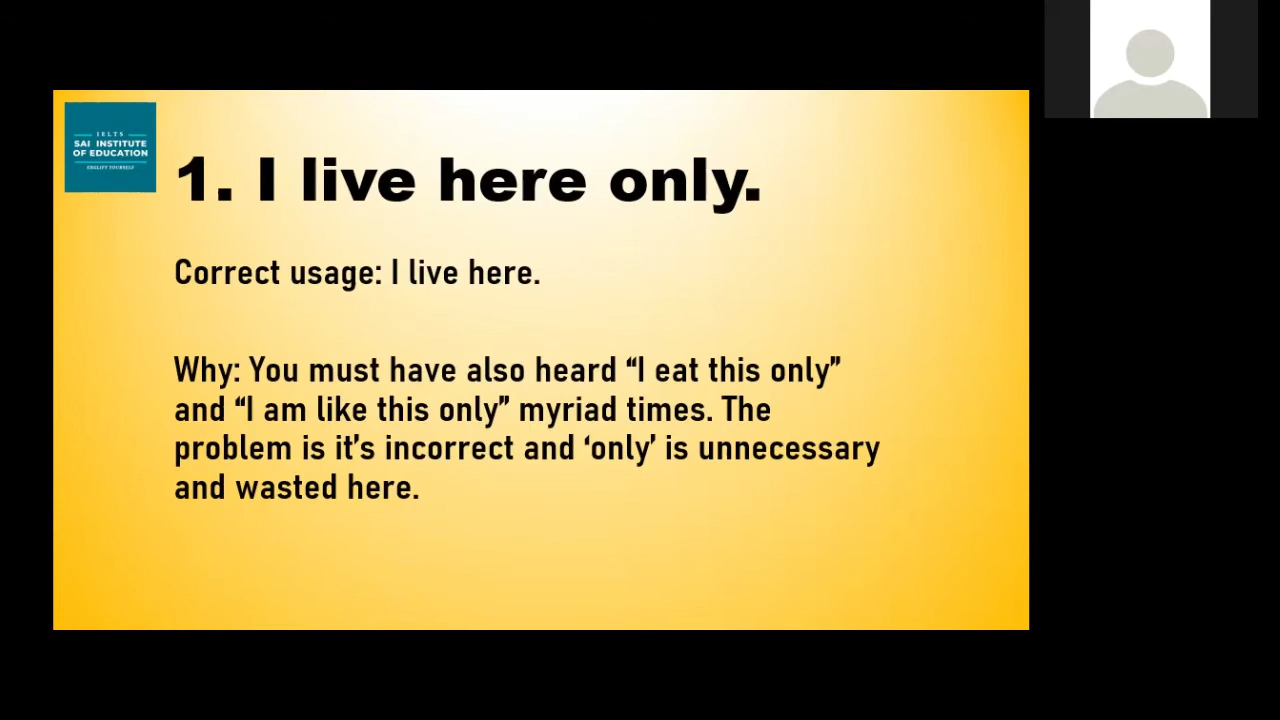 IELTS
SAI INSTITUTE
OF EDUCATION
ENGLIFY YOURSELF
1. I live here only.
Correct usage: I live here.
Why: You must have also heard “I eat this only”
and “I am like this only” myriad times. The
problem is it’s incorrect and ‘only’ is unnecessary
and wasted here.